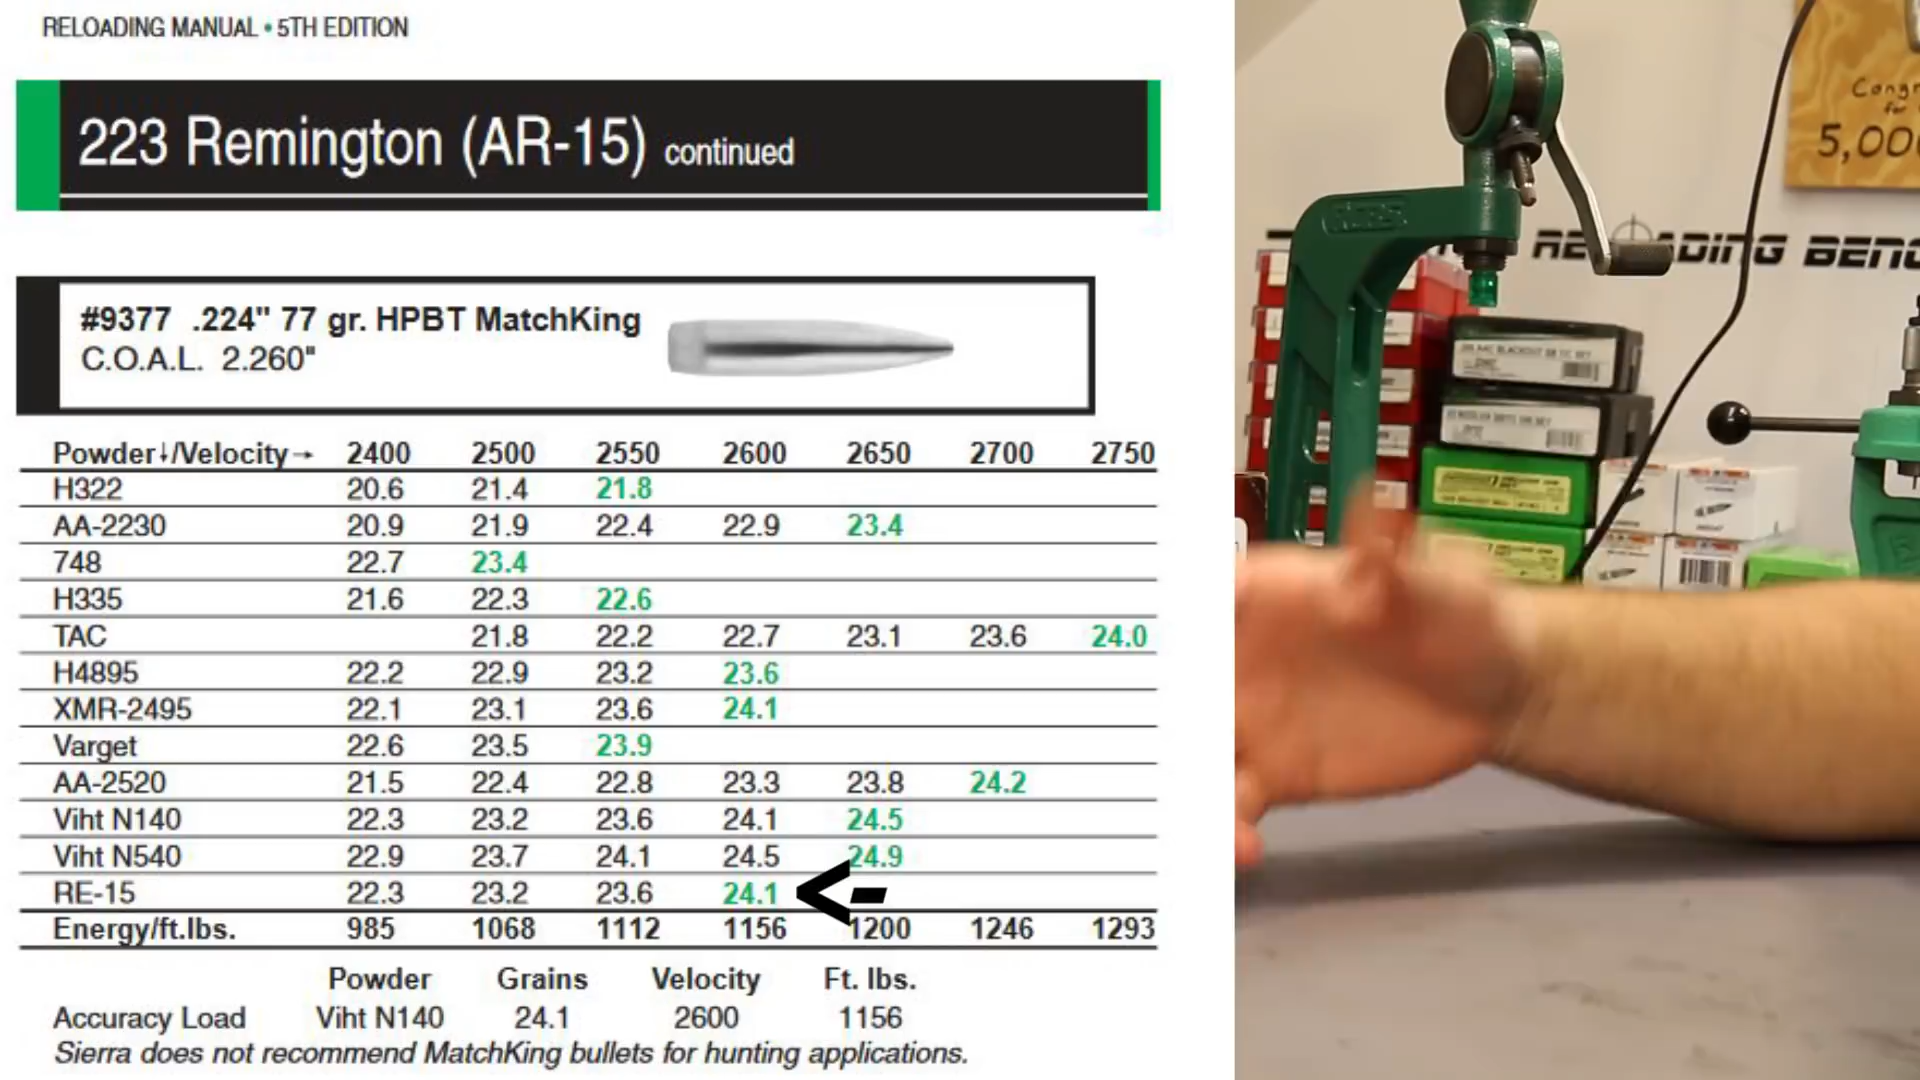 RELOADING MANUAL • 5TH EDITION
223 Remington (AR-15) continued
#9377 .224" 77 gr. HPBT MatchKing
C.O.A.L. 2.260"
Powder↓/Velocity→ 2400 2500 2550 2600 2650 2700 2750
H322 20.6 21.4 21.8
AA-2230 20.9 21.9 22.4 22.9 23.4
748 22.7 23.4
H335 21.6 22.3 22.6
TAC 21.8 22.2 22.7 23.1 23.6 24.0
H4895 22.2 22.9 23.2 23.6
XMR-2495 22.1 23.1 23.6 24.1
Varget 22.6 23.5 23.9
AA-2520 21.5 22.4 22.8 23.3 23.8 24.2
Viht N140 22.3 23.2 23.6 24.1 24.5
Viht N540 22.9 23.7 24.1 24.5 24.9
RE-15 22.3 23.2 23.6 24.1 <-
Energy/ft.lbs. 985 1068 1112 1156 1200 1246 1293
Powder Grains Velocity Ft. lbs.
Accuracy Load Viht N140 24.1 2600 1156
Sierra does not recommend MatchKing bullets for hunting applications.
Congr
for
5,00
RELOADING BENC